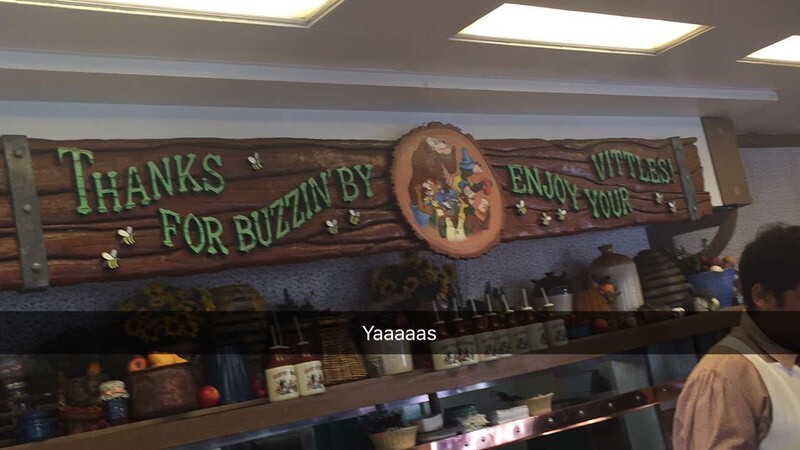 THANKS
FOR BUZZIN' BY
ENJOY YOUR
VITTLES!
Yaaaaas